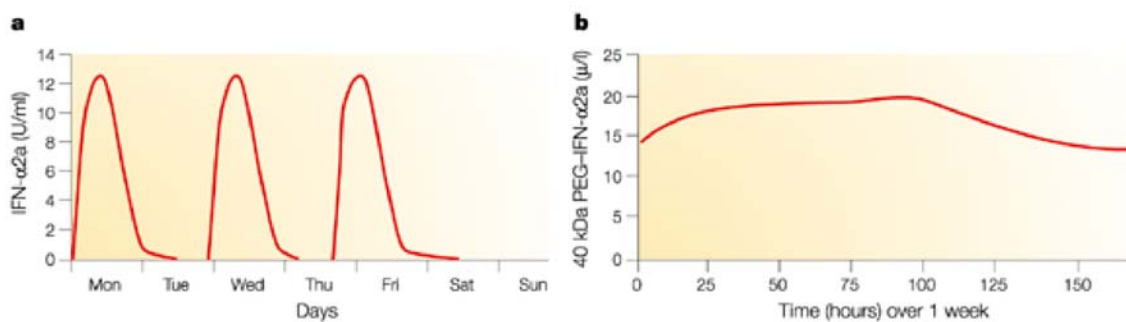 a
IFN-α2a (U/ml)
14
12
10
8
6
4
2
0
Mon Tue Wed Thu Fri Sat Sun
Days
b
40 kDa PEG–IFN-α2a (μ/l)
25
20
15
10
5
0
0 25 50 75 100 125 150
Time (hours) over 1 week